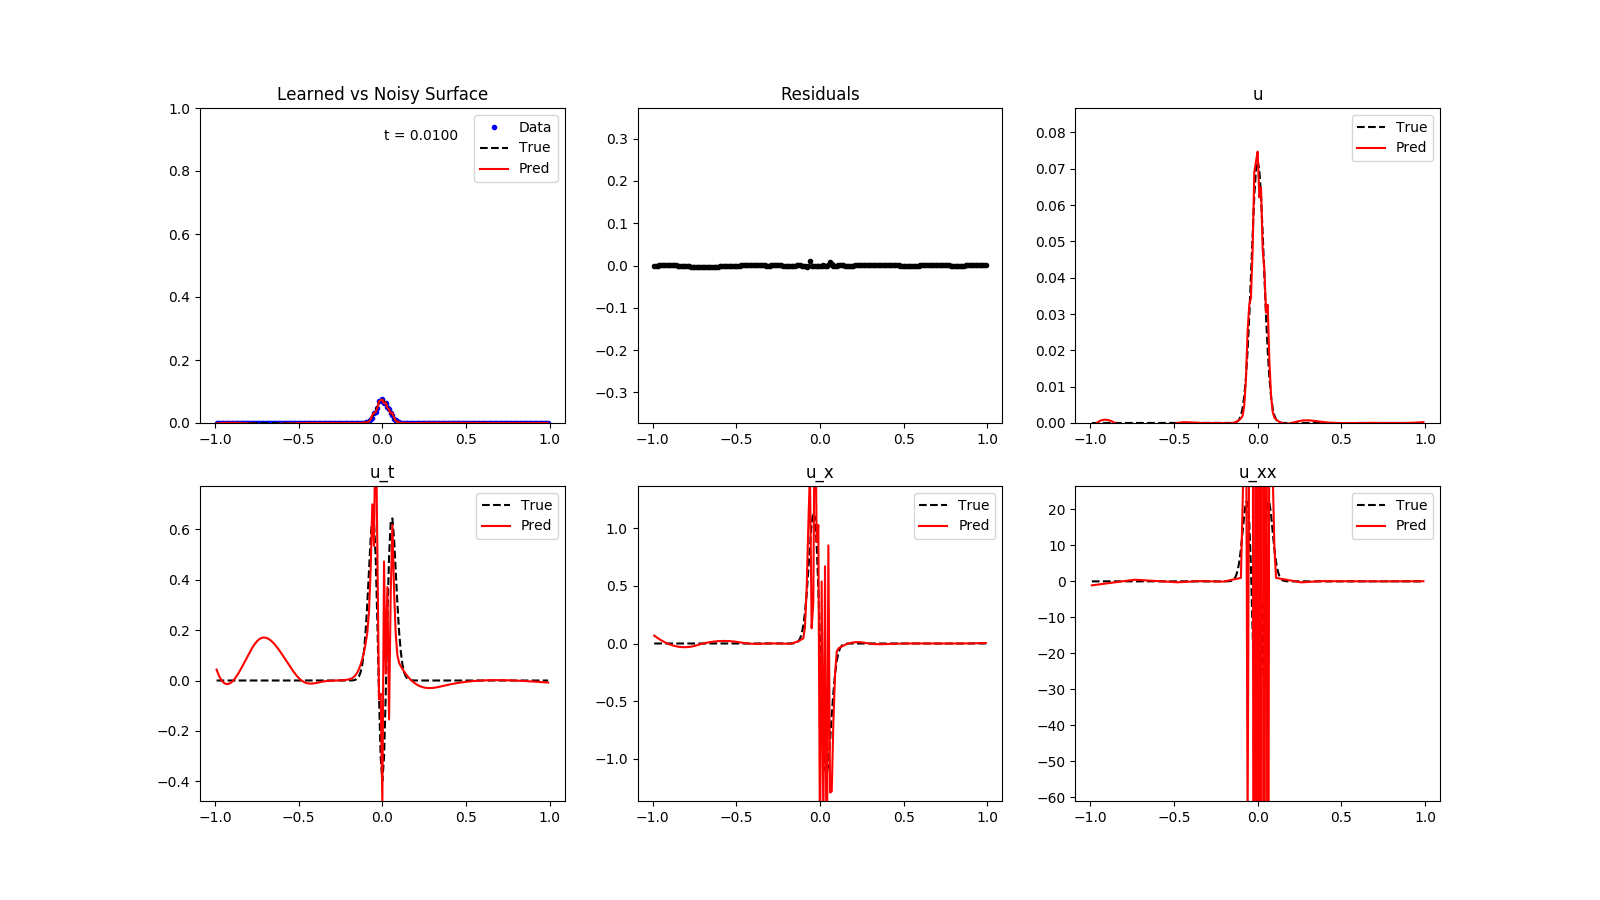 Learned vs Noisy Surface
t = 0.0100
Data
True
Pred
1.0
0.8
0.6
0.4
0.2
0.0
−1.0 −0.5 0.0 0.5 1.0
Residuals
0.3
0.2
0.1
0.0
−0.1
−0.2
−0.3
−1.0 −0.5 0.0 0.5 1.0
u
True
Pred
0.08
0.07
0.06
0.05
0.04
0.03
0.02
0.01
0.00
−1.0 −0.5 0.0 0.5 1.0
u_t
True
Pred
0.6
0.4
0.2
0.0
−0.2
−0.4
−1.0 −0.5 0.0 0.5 1.0
u_x
True
Pred
1.0
0.5
0.0
−0.5
−1.0
−1.0 −0.5 0.0 0.5 1.0
u_xx
True
Pred
20
10
0
−10
−20
−30
−40
−50
−60
−1.0 −0.5 0.0 0.5 1.0